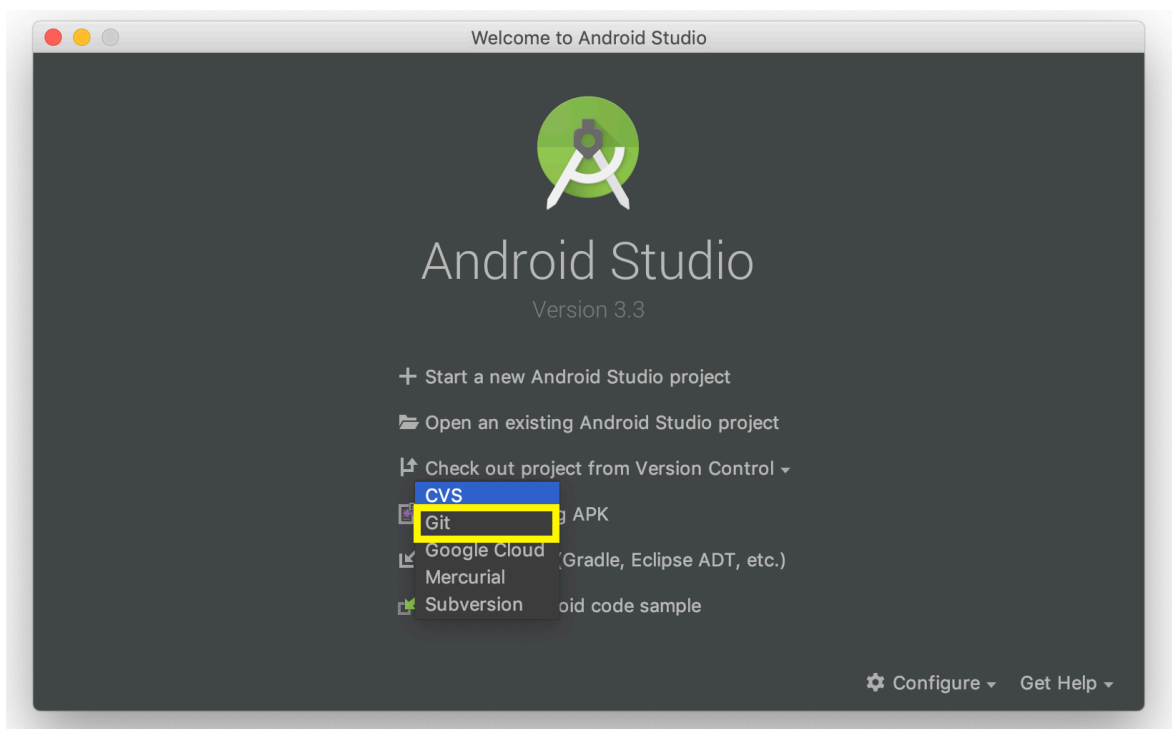 Welcome to Android Studio
Android Studio
Version 3.3
Start a new Android Studio project
Open an existing Android Studio project
Check out project from Version Control
CVS
Git
APK
Google Cloud
(Gradle, Eclipse ADT, etc.)
Mercurial
Subversion
code sample
Configure Get Help